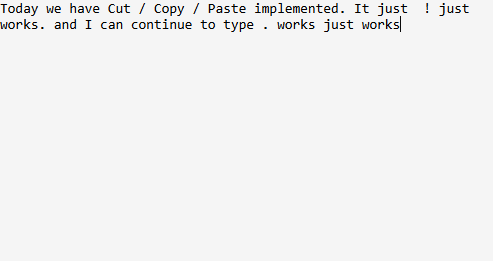 Today we have Cut / Copy / Paste implemented. It just  ! just
works. and I can continue to type . works just works